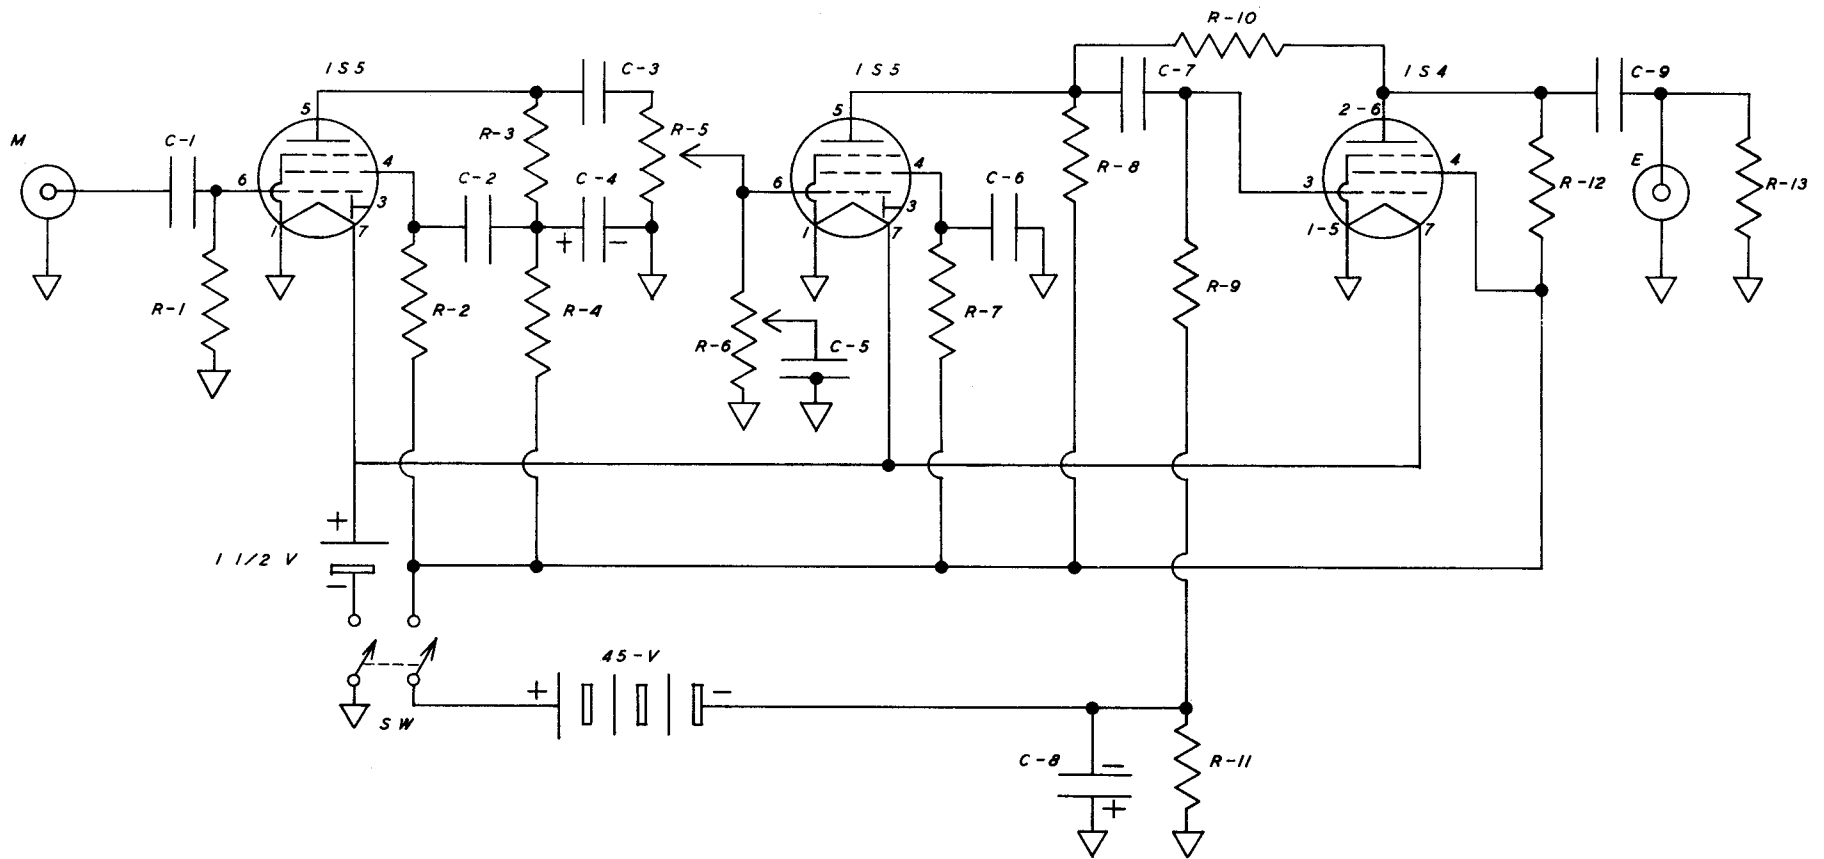 R-10
1S5
C-3
1S5
C-7
1S4
C-9
M
C-1
5
R-3
R-5
5
2-6
4
C-2
C-4
4
C-6
R-8
4
E
R-12
R-13
6
3
6
3
3
1
7
+
-
1
7
1-5
7
R-1
R-2
R-4
R-6
C-5
R-7
R-9
+
1 1/2 V
-
45-V
+
-
SW
C-8
-
+
R-11